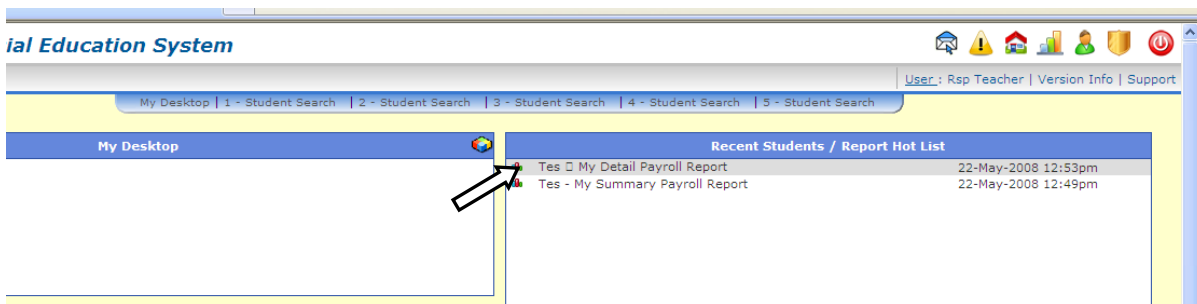 ial Education System
User : Rsp Teacher | Version Info | Support
My Desktop | 1 - Student Search | 2 - Student Search | 3 - Student Search | 4 - Student Search | 5 - Student Search
My Desktop
Recent Students / Report Hot List
Tes ▯ My Detail Payroll Report 22-May-2008 12:53pm
Tes - My Summary Payroll Report 22-May-2008 12:49pm